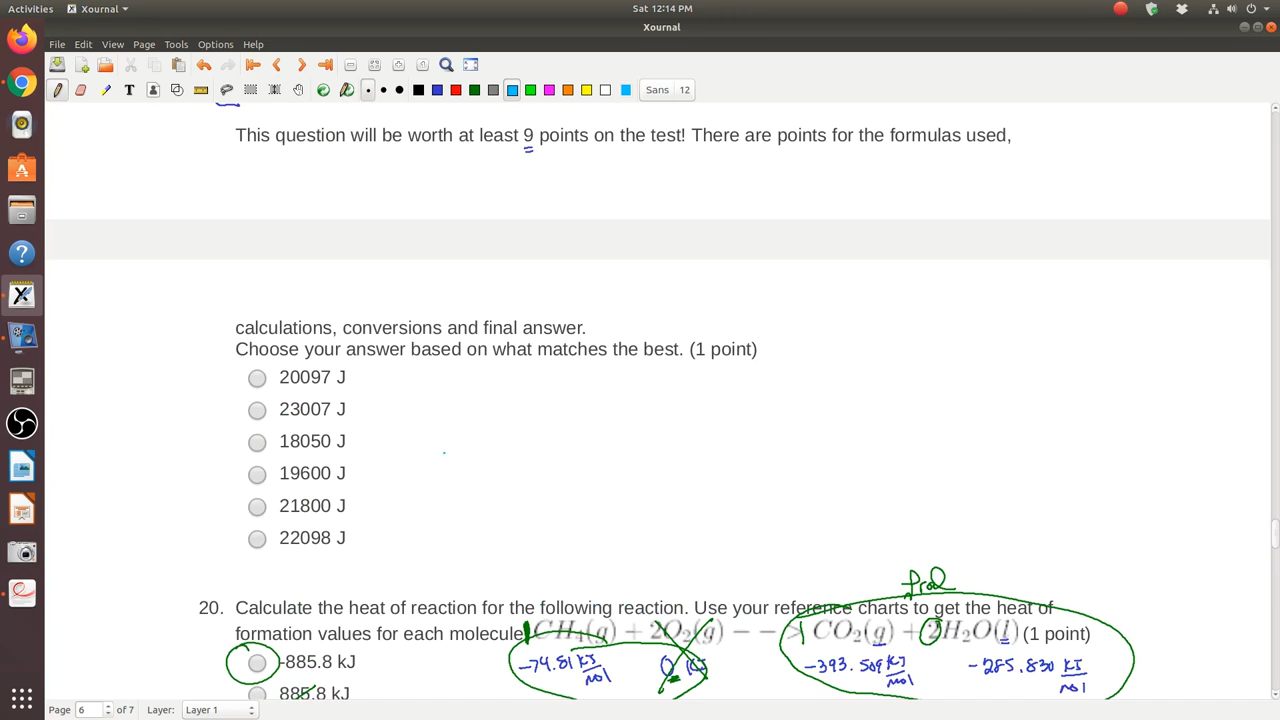 Activities
Xournal
Sat 12:14 PM
Xournal
File Edit View Page Tools Options Help
Sans 12
This question will be worth at least 9 points on the test! There are points for the formulas used,
calculations, conversions and final answer.
Choose your answer based on what matches the best. (1 point)
20097 J
23007 J
18050 J
19600 J
21800 J
22098 J
prod
20. Calculate the heat of reaction for the following reaction. Use your reference charts to get the heat of
formation values for each molecule CH₄(g) + 2O₂(g) −− > CO₂(g) + 2H₂O(l) (1 point)
-885.8 kJ
-74.81 kJ/mol 0 kJ -393.509 kJ/mol -285.830 kJ/mol
885.8 kJ
Page 6 of 7 Layer: Layer 1